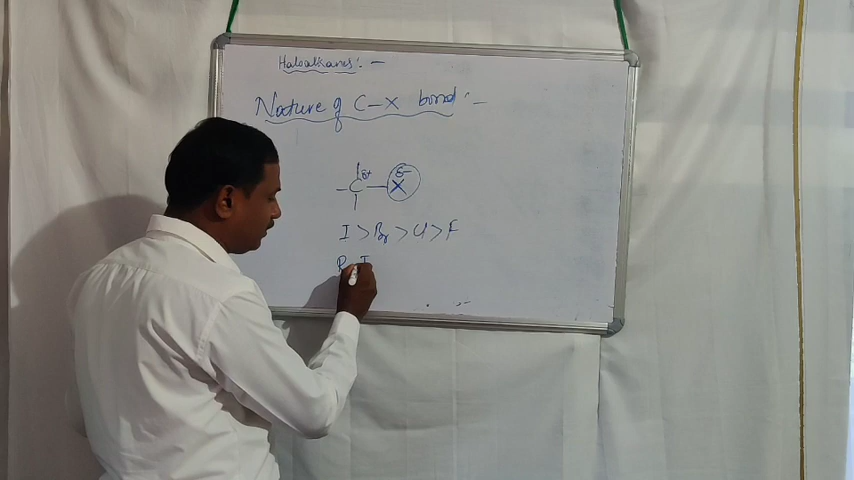 Haloalkanes :-
Nature of C-X bond :-
δ+ δ-
-C-X
I > Br > Cl > F
R I